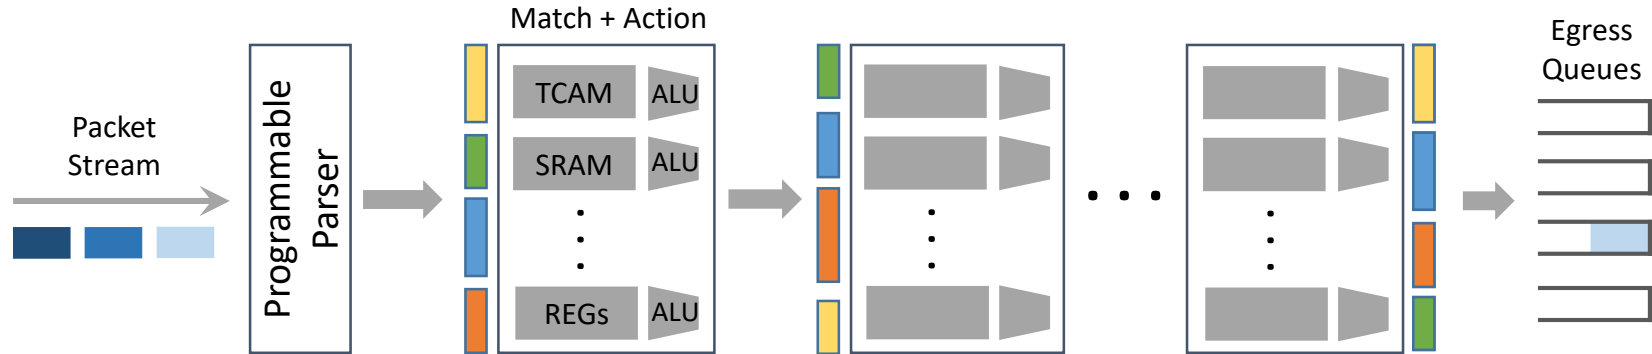 Packet
Stream
Programmable
Parser
Match + Action
TCAM
ALU
SRAM
ALU
REGs
ALU
Egress
Queues